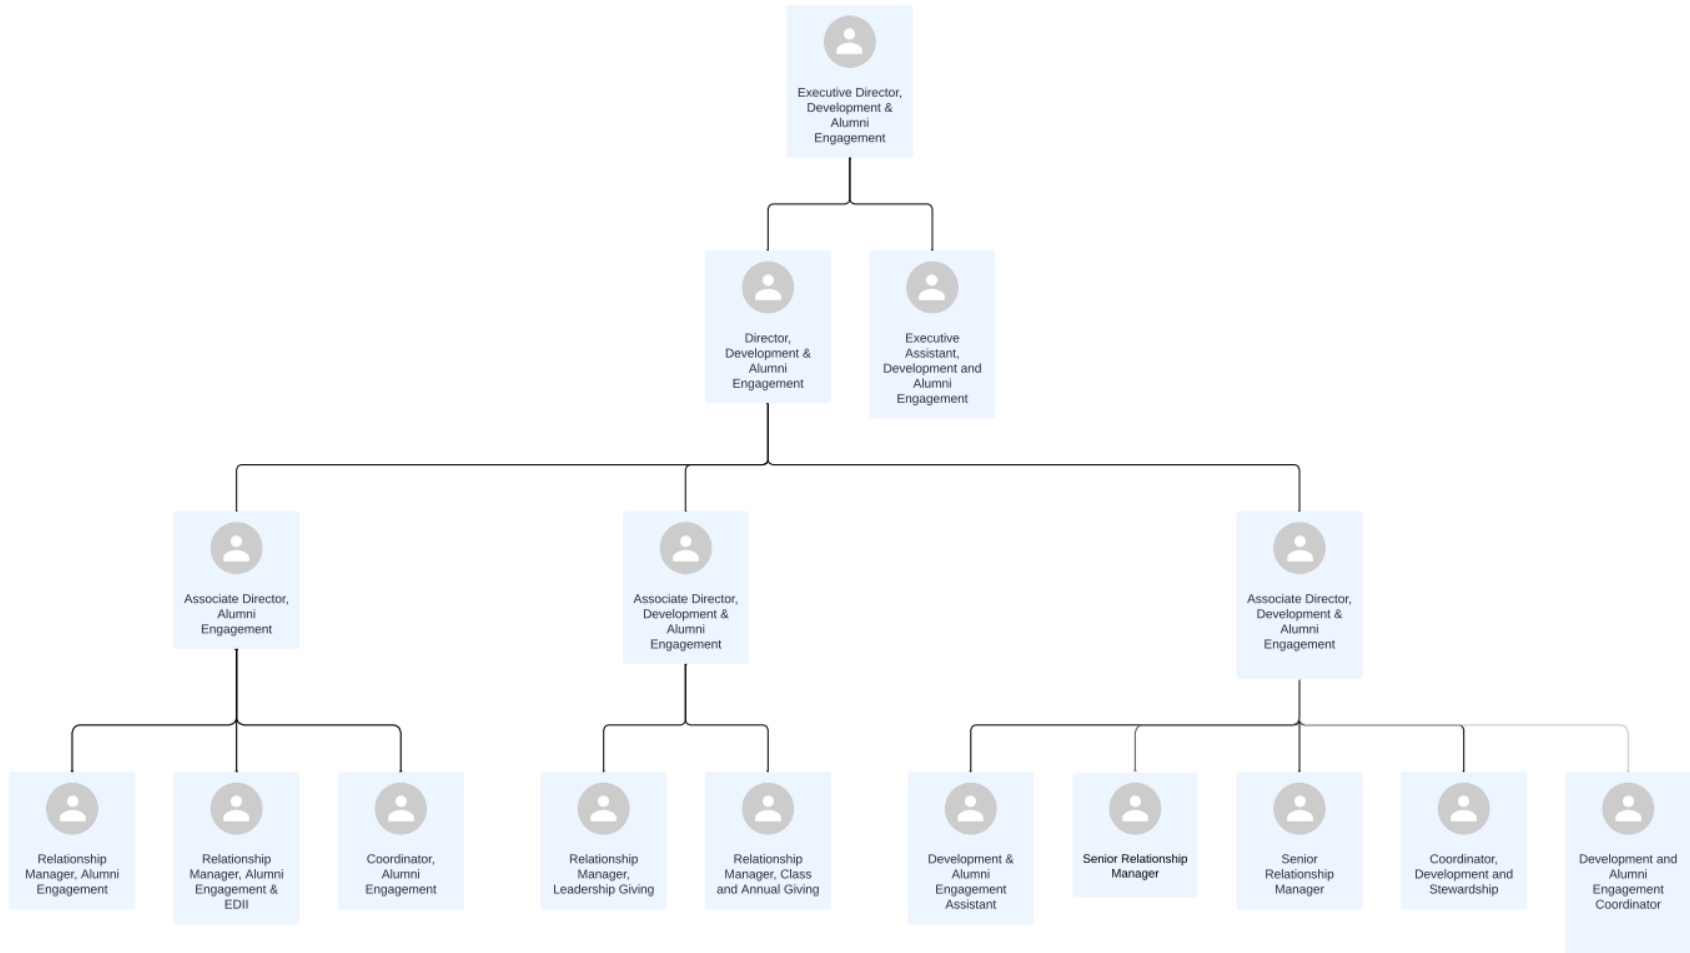 Executive Director,
Development &
Alumni
Engagement
Director,
Development &
Alumni
Engagement
Executive
Assistant,
Development and
Alumni
Engagement
Associate Director,
Alumni
Engagement
Associate Director,
Development &
Alumni
Engagement
Associate Director,
Development &
Alumni
Engagement
Relationship
Manager, Alumni
Engagement
Relationship
Manager, Alumni
Engagement &
EDII
Coordinator,
Alumni
Engagement
Relationship
Manager,
Leadership Giving
Relationship
Manager, Class
and Annual Giving
Development &
Alumni
Engagement
Assistant
Senior Relationship
Manager
Senior
Relationship
Manager
Coordinator,
Development and
Stewardship
Development and
Alumni
Engagement
Coordinator